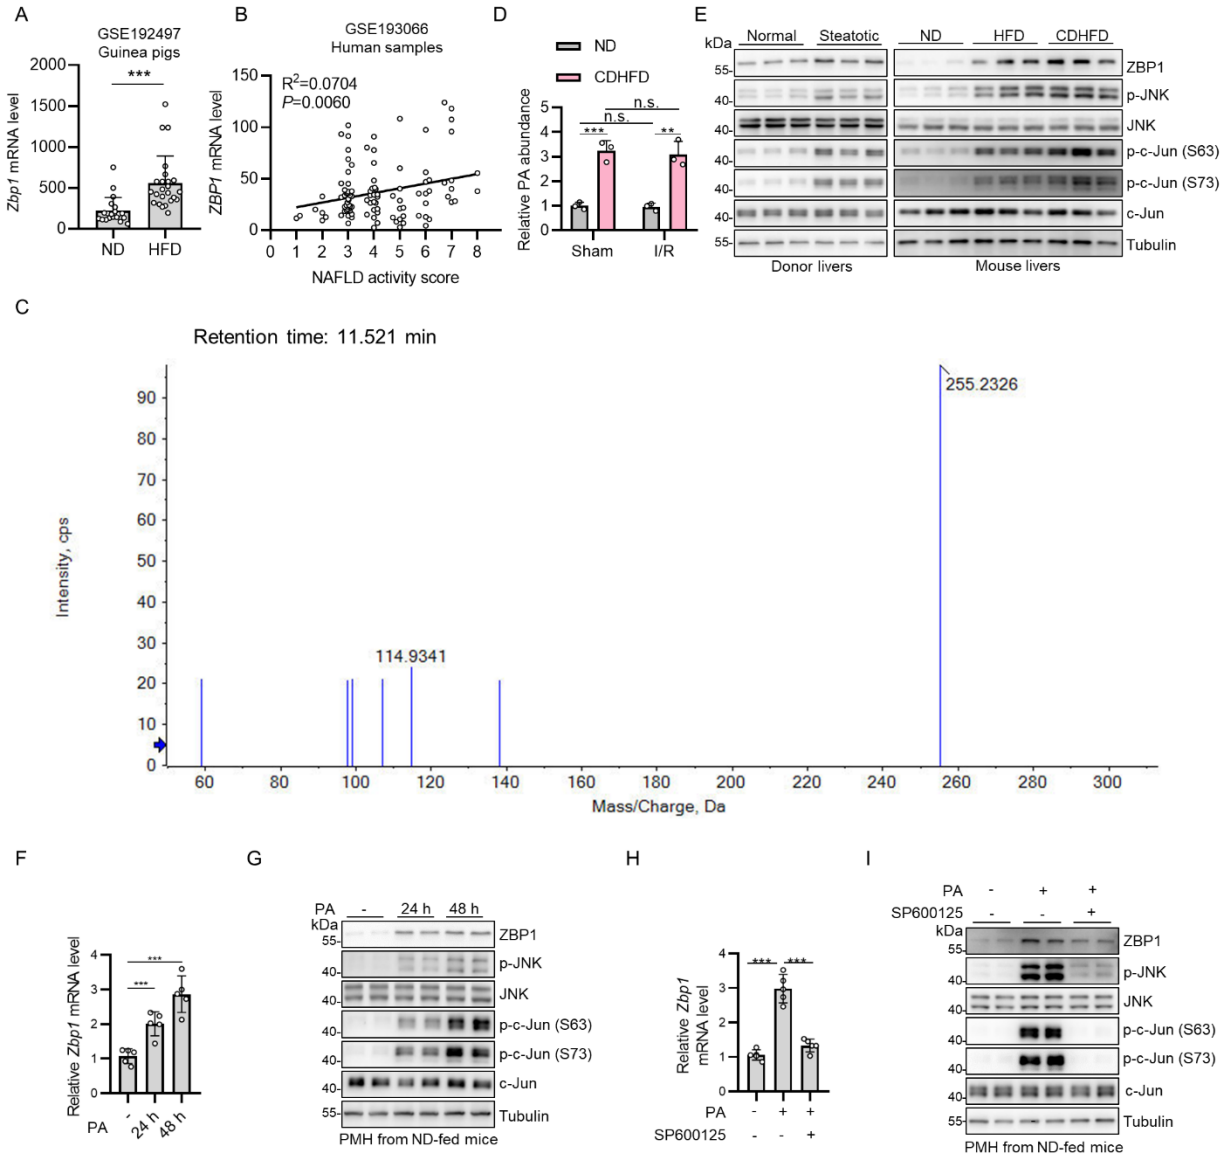 A
GSE192497
Guinea pigs
***
Zbp1 mRNA level
2000
1500
1000
500
0
ND HFD
B
GSE193066
Human samples
R2=0.0704
P=0.0060
ZBP1 mRNA level
150
100
50
0
0 1 2 3 4 5 6 7 8
NAFLD activity score
D
ND
CDHFD
n.s.
n.s.
*** **
Relative PA abundance
5
4
3
2
1
0
Sham I/R
E
kDa Normal Steatotic ND HFD CDHFD
55- ZBP1
40- p-JNK
40- JNK
40- p-c-Jun (S63)
40- p-c-Jun (S73)
40- c-Jun
55- Tubulin
Donor livers Mouse livers
C
Retention time: 11.521 min
255.2326
114.9341
Intensity, cps
90
80
70
60
50
40
30
20
10
0
60 80 100 120 140 160 180 200 220 240 260 280 300
Mass/Charge, Da
F
***
***
Relative Zbp1 mRNA level
4
3
2
1
0
PA - 24 h 48 h
G
PA - 24 h 48 h
kDa
55- ZBP1
40- p-JNK
40- JNK
40- p-c-Jun (S63)
40- p-c-Jun (S73)
40- c-Jun
55- Tubulin
PMH from ND-fed mice
H
*** ***
Relative Zbp1
mRNA level
4
3
2
1
0
PA - + +
SP600125 - - +
I
PA - + +
SP600125 - - +
kDa
55- ZBP1
40- p-JNK
40- JNK
40- p-c-Jun (S63)
40- p-c-Jun (S73)
40- c-Jun
55- Tubulin
PMH from ND-fed mice